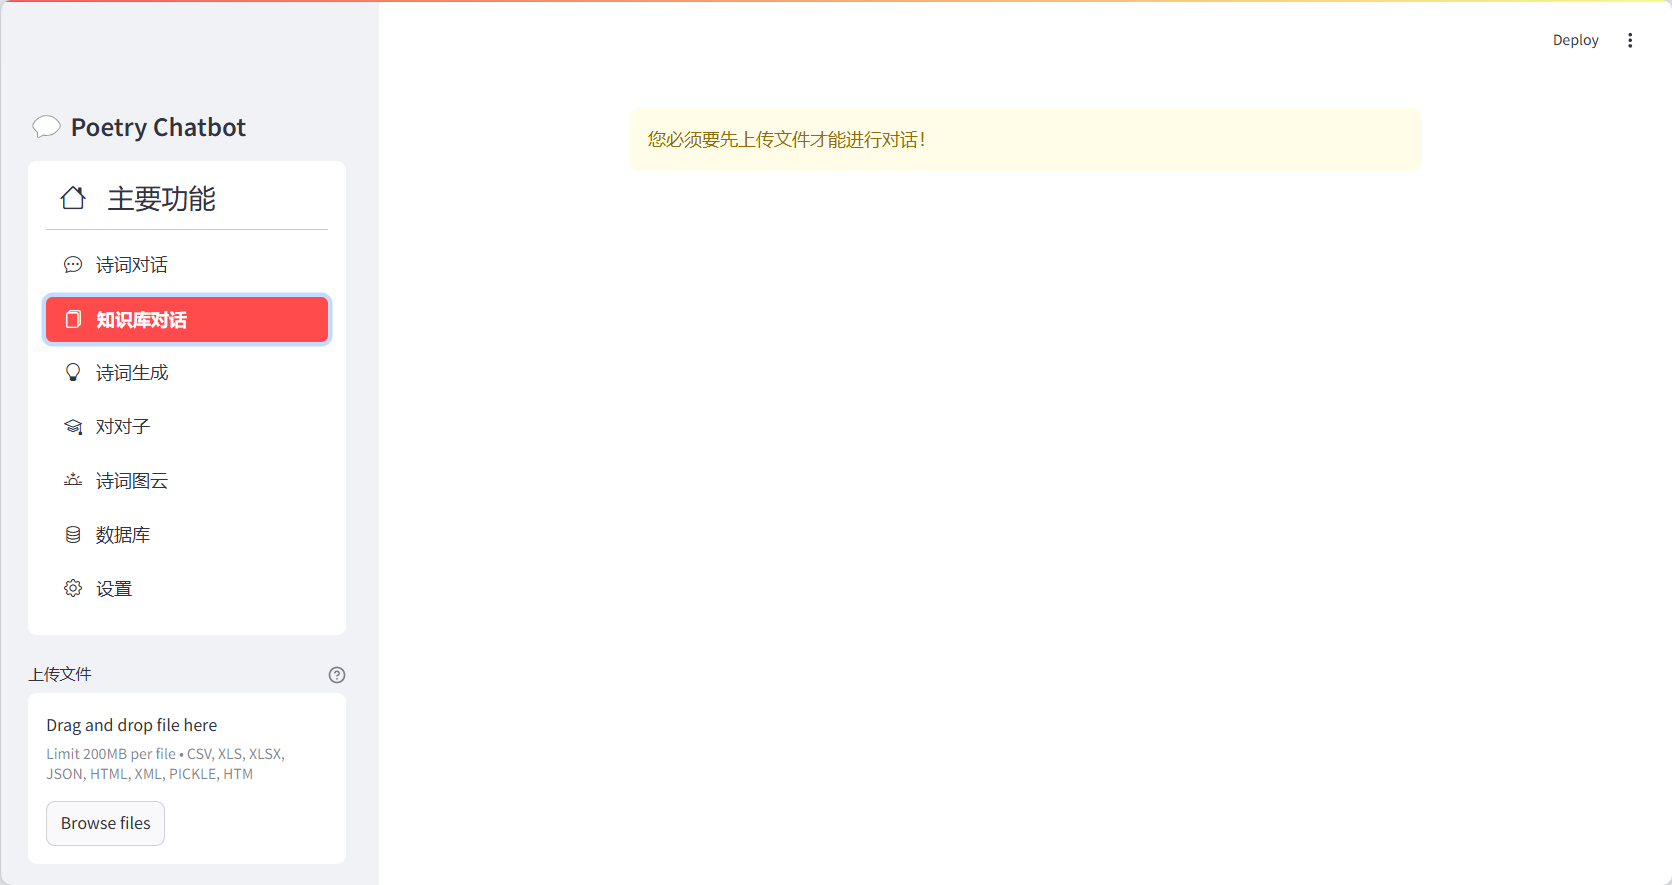 Deploy
Poetry Chatbot
主要功能
诗词对话
知识库对话
诗词生成
对对子
诗词图云
数据库
设置
上传文件
Drag and drop file here
Limit 200MB per file • CSV, XLS, XLSX,
JSON, HTML, XML, PICKLE, HTM
Browse files
您必须要先上传文件才能进行对话！